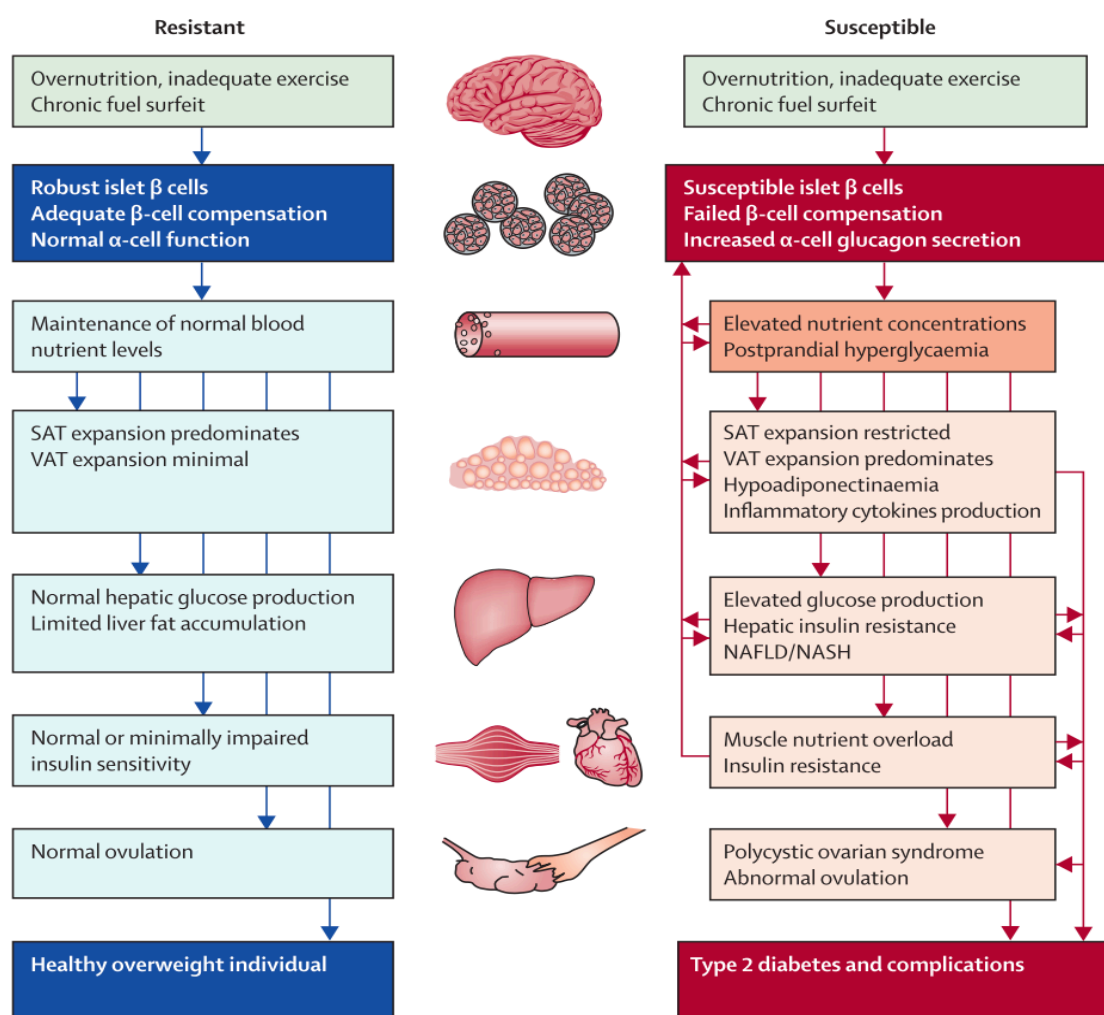 Resistant
Overnutrition, inadequate exercise
Chronic fuel surfeit
Robust islet β cells
Adequate β-cell compensation
Normal α-cell function
Maintenance of normal blood
nutrient levels
SAT expansion predominates
VAT expansion minimal
Normal hepatic glucose production
Limited liver fat accumulation
Normal or minimally impaired
insulin sensitivity
Normal ovulation
Healthy overweight individual
Susceptible
Overnutrition, inadequate exercise
Chronic fuel surfeit
Susceptible islet β cells
Failed β-cell compensation
Increased α-cell glucagon secretion
Elevated nutrient concentrations
Postprandial hyperglycaemia
SAT expansion restricted
VAT expansion predominates
Hypoadiponectinaemia
Inflammatory cytokines production
Elevated glucose production
Hepatic insulin resistance
NAFLD/NASH
Muscle nutrient overload
Insulin resistance
Polycystic ovarian syndrome
Abnormal ovulation
Type 2 diabetes and complications